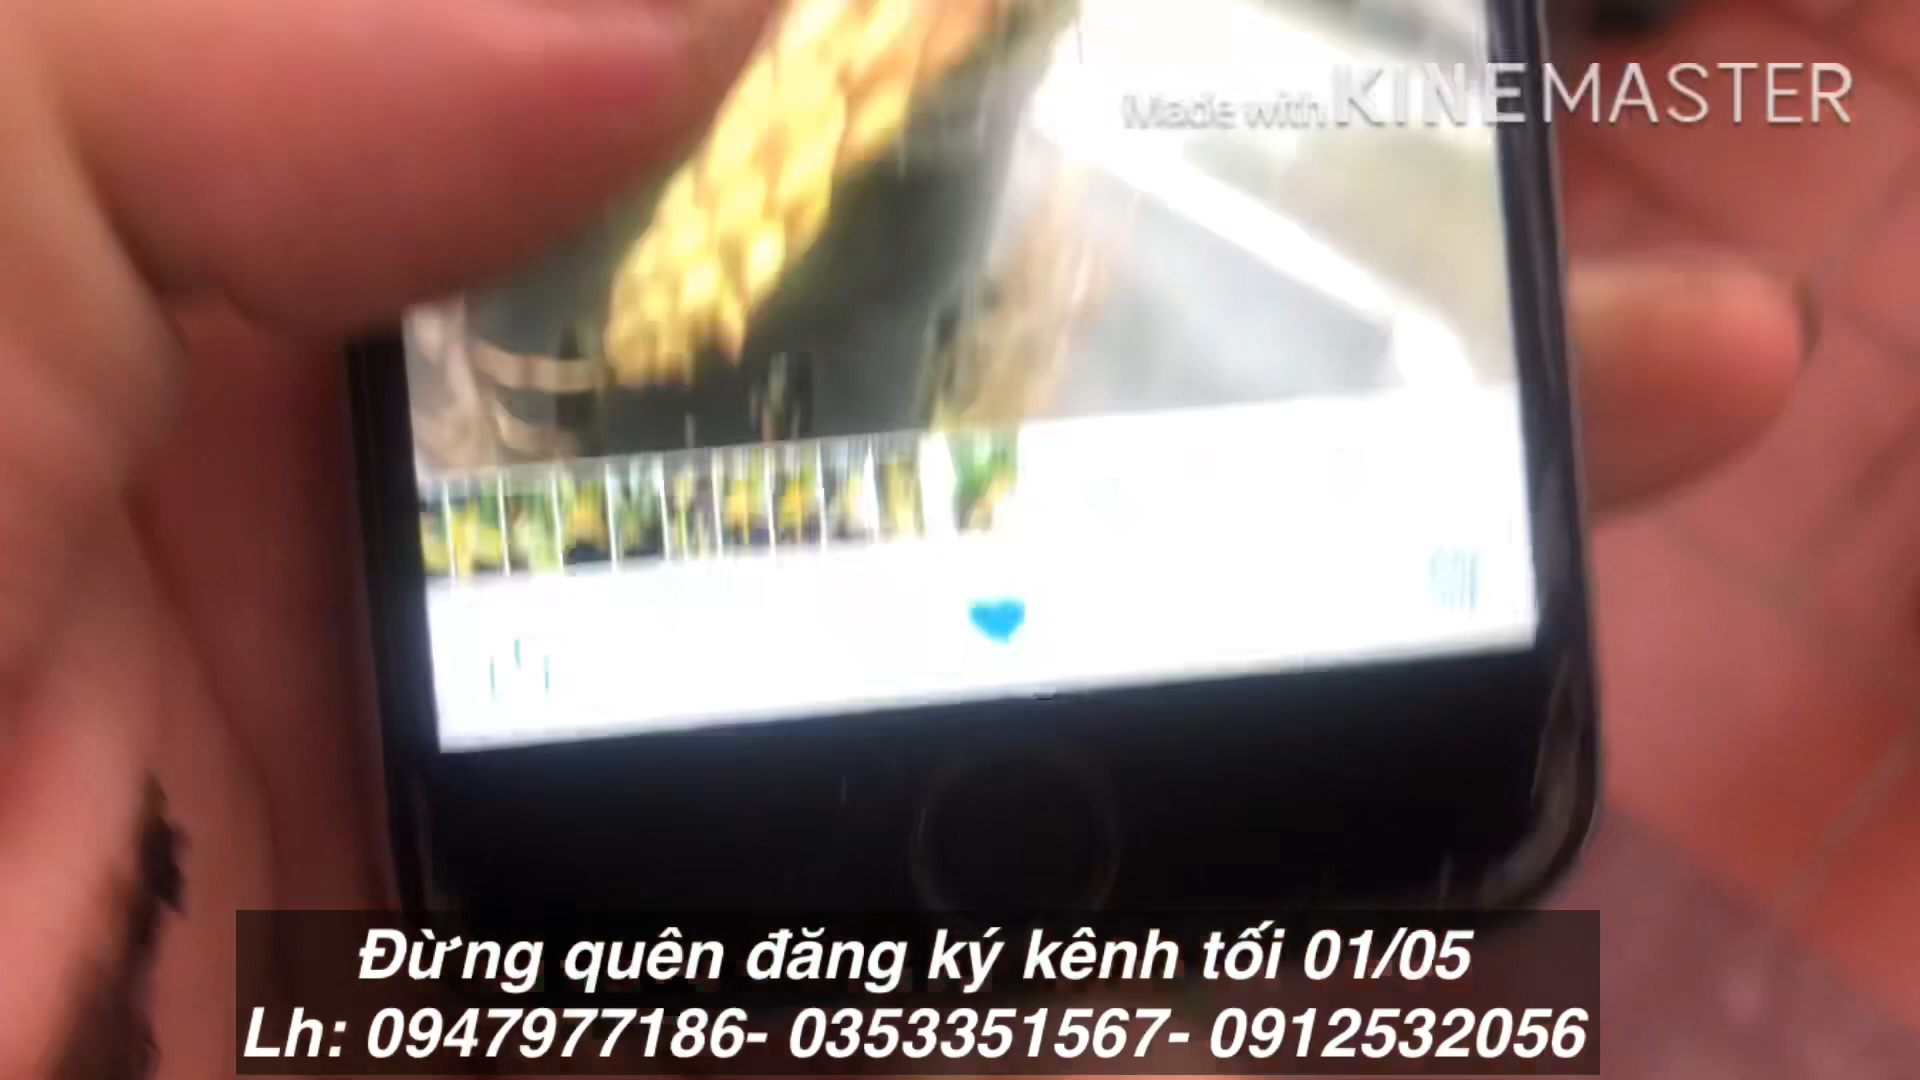 Made with KINEMASTER
Đừng quên đăng ký kênh tối 01/05
Lh: 0947977186- 0353351567- 0912532056